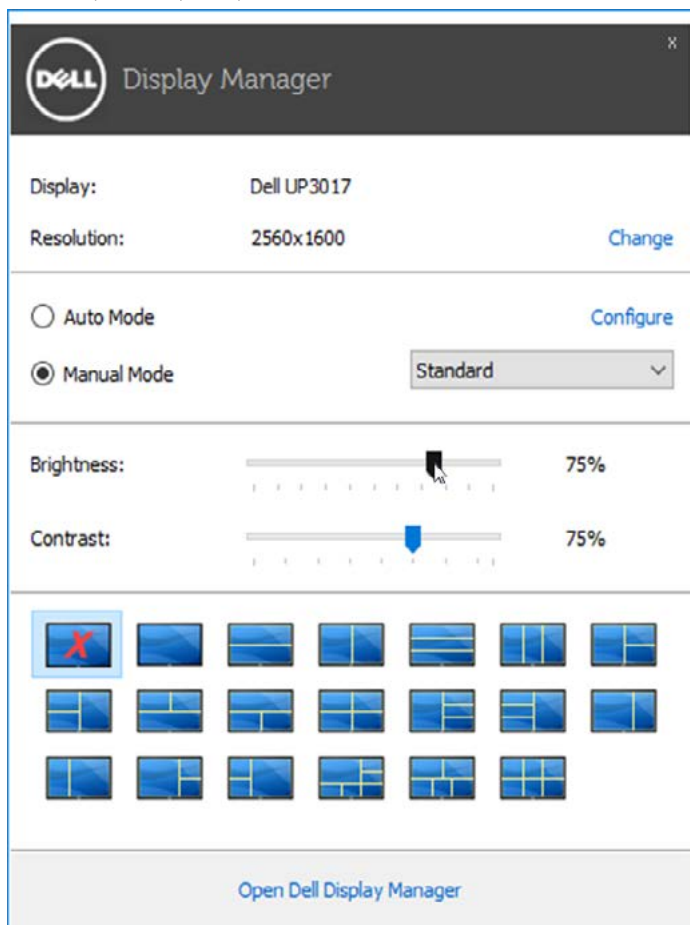 DELL Display Manager
x
Display: Dell UP3017
Resolution: 2560x1600 Change
Auto Mode Configure
Manual Mode Standard
Brightness: 75%
Contrast: 75%
Open Dell Display Manager